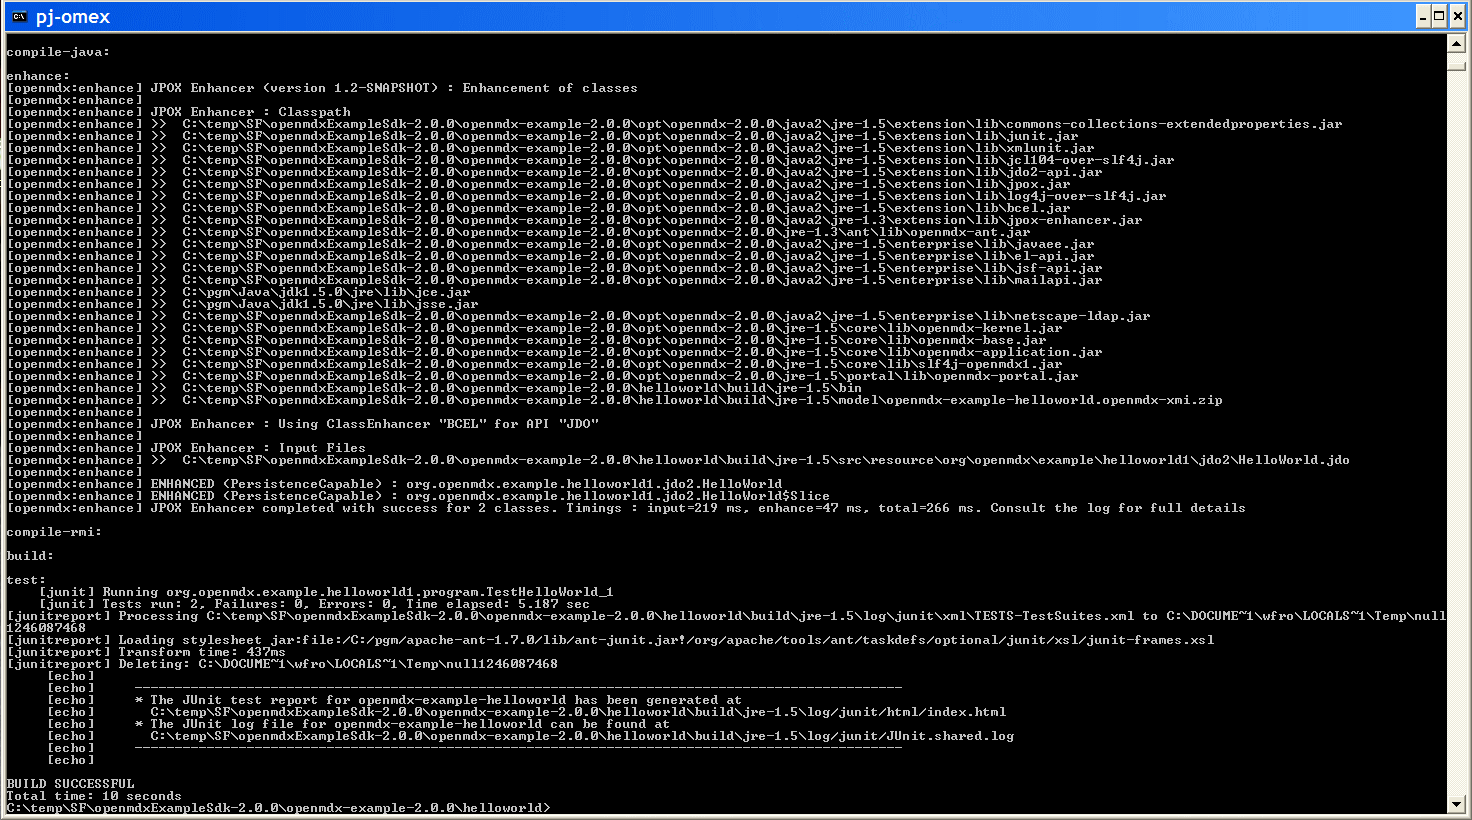 pj-omex
compile-java:
enhance:
[openmdx:enhance] JPOX Enhancer (version 1.2-SNAPSHOT) : Enhancement of classes
[openmdx:enhance]
[openmdx:enhance] JPOX Enhancer : Classpath
[openmdx:enhance] >>  C:\temp\SF\openmdxExampleSdk-2.0.0\openmdx-example-2.0.0\opt\openmdx-2.0.0\java2\jre-1.5\extension\lib\commons-collections-extendedproperties.jar
[openmdx:enhance] >>  C:\temp\SF\openmdxExampleSdk-2.0.0\openmdx-example-2.0.0\opt\openmdx-2.0.0\java2\jre-1.5\extension\lib\junit.jar
[openmdx:enhance] >>  C:\temp\SF\openmdxExampleSdk-2.0.0\openmdx-example-2.0.0\opt\openmdx-2.0.0\java2\jre-1.5\extension\lib\xmlunit.jar
[openmdx:enhance] >>  C:\temp\SF\openmdxExampleSdk-2.0.0\openmdx-example-2.0.0\opt\openmdx-2.0.0\java2\jre-1.5\extension\lib\jcl104-over-slf4j.jar
[openmdx:enhance] >>  C:\temp\SF\openmdxExampleSdk-2.0.0\openmdx-example-2.0.0\opt\openmdx-2.0.0\java2\jre-1.5\extension\lib\jdo2-api.jar
[openmdx:enhance] >>  C:\temp\SF\openmdxExampleSdk-2.0.0\openmdx-example-2.0.0\opt\openmdx-2.0.0\java2\jre-1.5\extension\lib\jpox.jar
[openmdx:enhance] >>  C:\temp\SF\openmdxExampleSdk-2.0.0\openmdx-example-2.0.0\opt\openmdx-2.0.0\java2\jre-1.5\extension\lib\log4j-over-slf4j.jar
[openmdx:enhance] >>  C:\temp\SF\openmdxExampleSdk-2.0.0\openmdx-example-2.0.0\opt\openmdx-2.0.0\java2\jre-1.5\extension\lib\bcel.jar
[openmdx:enhance] >>  C:\temp\SF\openmdxExampleSdk-2.0.0\openmdx-example-2.0.0\opt\openmdx-2.0.0\java2\jre-1.3\extension\lib\jpox-enhancer.jar
[openmdx:enhance] >>  C:\temp\SF\openmdxExampleSdk-2.0.0\openmdx-example-2.0.0\opt\openmdx-2.0.0\jre-1.3\ant\lib\openmdx-ant.jar
[openmdx:enhance] >>  C:\temp\SF\openmdxExampleSdk-2.0.0\openmdx-example-2.0.0\opt\openmdx-2.0.0\java2\jre-1.5\enterprise\lib\javaee.jar
[openmdx:enhance] >>  C:\temp\SF\openmdxExampleSdk-2.0.0\openmdx-example-2.0.0\opt\openmdx-2.0.0\java2\jre-1.5\enterprise\lib\el-api.jar
[openmdx:enhance] >>  C:\temp\SF\openmdxExampleSdk-2.0.0\openmdx-example-2.0.0\opt\openmdx-2.0.0\java2\jre-1.5\enterprise\lib\jsf-api.jar
[openmdx:enhance] >>  C:\temp\SF\openmdxExampleSdk-2.0.0\openmdx-example-2.0.0\opt\openmdx-2.0.0\java2\jre-1.5\enterprise\lib\mailapi.jar
[openmdx:enhance] >>  C:\pgm\Java\jdk1.5.0\jre\lib\jce.jar
[openmdx:enhance] >>  C:\pgm\Java\jdk1.5.0\jre\lib\jsse.jar
[openmdx:enhance] >>  C:\temp\SF\openmdxExampleSdk-2.0.0\openmdx-example-2.0.0\opt\openmdx-2.0.0\java2\jre-1.5\enterprise\lib\netscape-ldap.jar
[openmdx:enhance] >>  C:\temp\SF\openmdxExampleSdk-2.0.0\openmdx-example-2.0.0\opt\openmdx-2.0.0\jre-1.5\core\lib\openmdx-kernel.jar
[openmdx:enhance] >>  C:\temp\SF\openmdxExampleSdk-2.0.0\openmdx-example-2.0.0\opt\openmdx-2.0.0\jre-1.5\core\lib\openmdx-base.jar
[openmdx:enhance] >>  C:\temp\SF\openmdxExampleSdk-2.0.0\openmdx-example-2.0.0\opt\openmdx-2.0.0\jre-1.5\core\lib\openmdx-application.jar
[openmdx:enhance] >>  C:\temp\SF\openmdxExampleSdk-2.0.0\openmdx-example-2.0.0\opt\openmdx-2.0.0\jre-1.5\core\lib\slf4j-openmdx1.jar
[openmdx:enhance] >>  C:\temp\SF\openmdxExampleSdk-2.0.0\openmdx-example-2.0.0\opt\openmdx-2.0.0\jre-1.5\portal\lib\openmdx-portal.jar
[openmdx:enhance] >>  C:\temp\SF\openmdxExampleSdk-2.0.0\openmdx-example-2.0.0\helloworld\build\jre-1.5\bin
[openmdx:enhance] >>  C:\temp\SF\openmdxExampleSdk-2.0.0\openmdx-example-2.0.0\helloworld\build\jre-1.5\model\openmdx-example-helloworld.openmdx-xmi.zip
[openmdx:enhance]
[openmdx:enhance] JPOX Enhancer : Using ClassEnhancer "BCEL" for API "JDO"
[openmdx:enhance]
[openmdx:enhance] JPOX Enhancer : Input Files
[openmdx:enhance] >>  C:\temp\SF\openmdxExampleSdk-2.0.0\openmdx-example-2.0.0\helloworld\build\jre-1.5\src\resource\org\openmdx\example\helloworld1\jdo2\HelloWorld.jdo
[openmdx:enhance]
[openmdx:enhance] ENHANCED (PersistenceCapable) : org.openmdx.example.helloworld1.jdo2.HelloWorld
[openmdx:enhance] ENHANCED (PersistenceCapable) : org.openmdx.example.helloworld1.jdo2.HelloWorld$Slice
[openmdx:enhance] JPOX Enhancer completed with success for 2 classes. Timings : input=219 ms, enhance=47 ms, total=266 ms. Consult the log for full details
compile-rmi:
build:
test:
[junit] Running org.openmdx.example.helloworld1.program.TestHelloWorld_1
[junit] Tests run: 2, Failures: 0, Errors: 0, Time elapsed: 5.187 sec
[junitreport] Processing C:\temp\SF\openmdxExampleSdk-2.0.0\openmdx-example-2.0.0\helloworld\build\jre-1.5\log\junit\xml\TESTS-TestSuites.xml to C:\DOCUME~1\wfro\LOCALS~1\Temp\null
1246087468
[junitreport] Loading stylesheet jar:file:/C:/pgm/apache-ant-1.7.0/lib/ant-junit.jar!/org/apache/tools/ant/taskdefs/optional/junit/xsl/junit-frames.xsl
[junitreport] Transform time: 437ms
[junitreport] Deleting: C:\DOCUME~1\wfro\LOCALS~1\Temp\null1246087468
[echo]
[echo]     ------------------------------------------------------------------------------------------------
[echo]     * The JUnit test report for openmdx-example-helloworld has been generated at
[echo]       C:\temp\SF\openmdxExampleSdk-2.0.0\openmdx-example-2.0.0\helloworld\build\jre-1.5\log/junit/html/index.html
[echo]     * The JUnit log file for openmdx-example-helloworld can be found at
[echo]       C:\temp\SF\openmdxExampleSdk-2.0.0\openmdx-example-2.0.0\helloworld\build\jre-1.5\log/junit/JUnit.shared.log
[echo]     ------------------------------------------------------------------------------------------------
[echo]
BUILD SUCCESSFUL
Total time: 10 seconds
C:\temp\SF\openmdxExampleSdk-2.0.0\openmdx-example-2.0.0\helloworld>